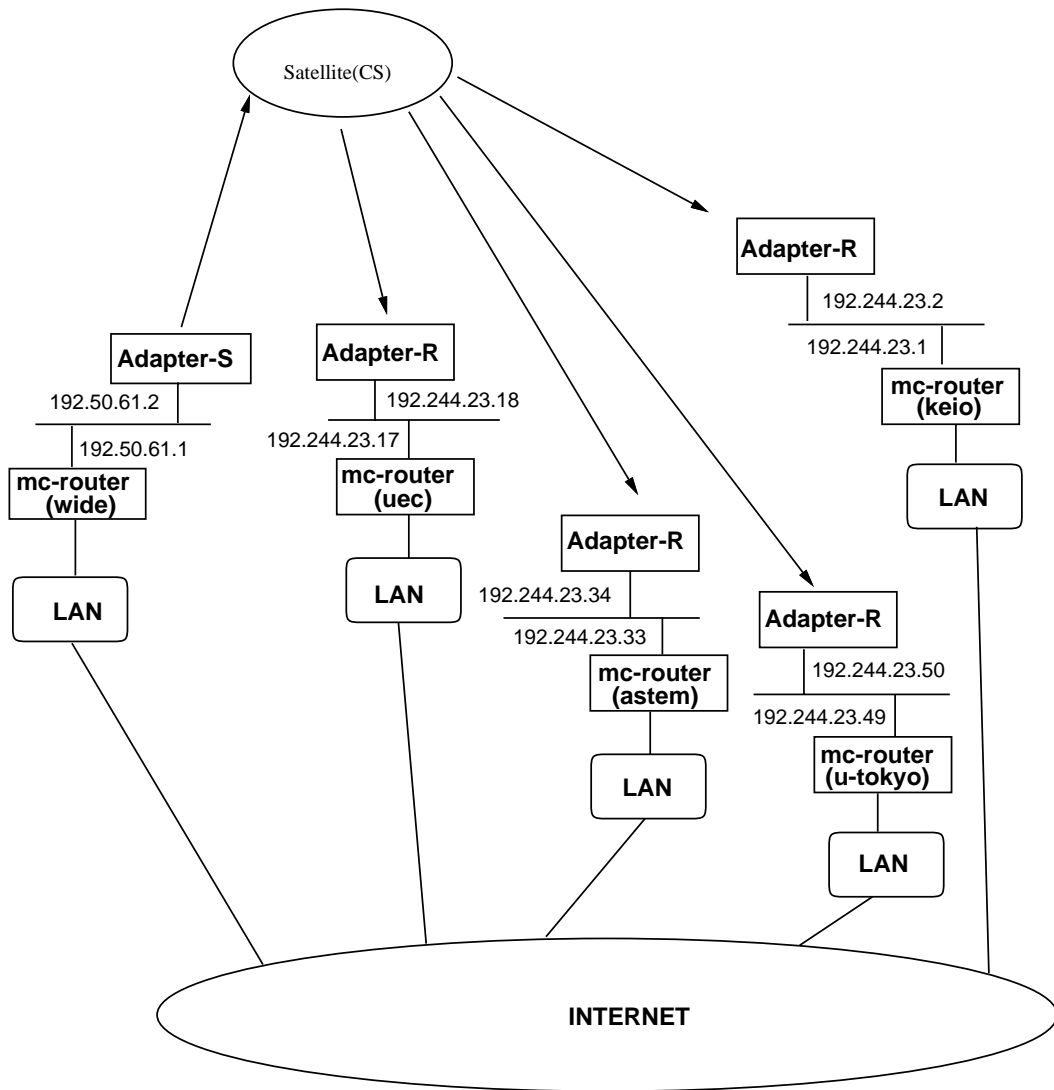 Satellite(CS)
Adapter-R
192.244.23.2
192.244.23.1
mc-router
(keio)
LAN
Adapter-S
192.50.61.2
192.50.61.1
mc-router
(wide)
LAN
Adapter-R
192.244.23.18
192.244.23.17
mc-router
(uec)
LAN
Adapter-R
192.244.23.34
192.244.23.33
mc-router
(astem)
LAN
Adapter-R
192.244.23.50
192.244.23.49
mc-router
(u-tokyo)
LAN
INTERNET